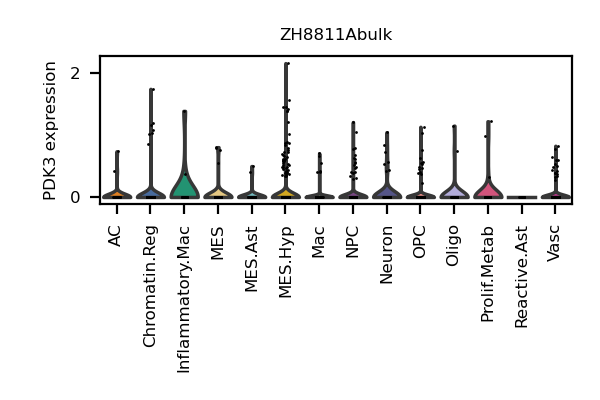 ZH8811Abulk
PDK3 expression
2
0
AC
Chromatin.Reg
Inflammatory.Mac
MES
MES.Ast
MES.Hyp
Mac
NPC
Neuron
OPC
Oligo
Prolif.Metab
Reactive.Ast
Vasc